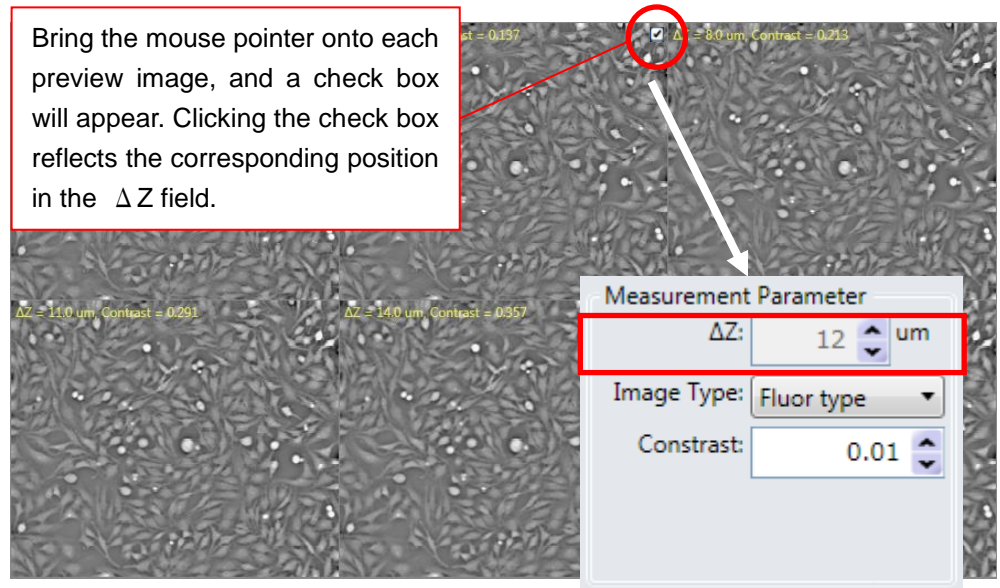 Bring the mouse pointer onto each
preview image, and a check box
will appear. Clicking the check box
reflects the corresponding position
in the ΔZ field.
st = 0.137
ΔZ = 8.0 um, Contrast = 0.213
ΔZ = 11.0 um, Contrast = 0.291
ΔZ = 14.0 um, Contrast = 0.357
Measurement Parameter
ΔZ: 12 um
Image Type: Fluor type
Constrast: 0.01